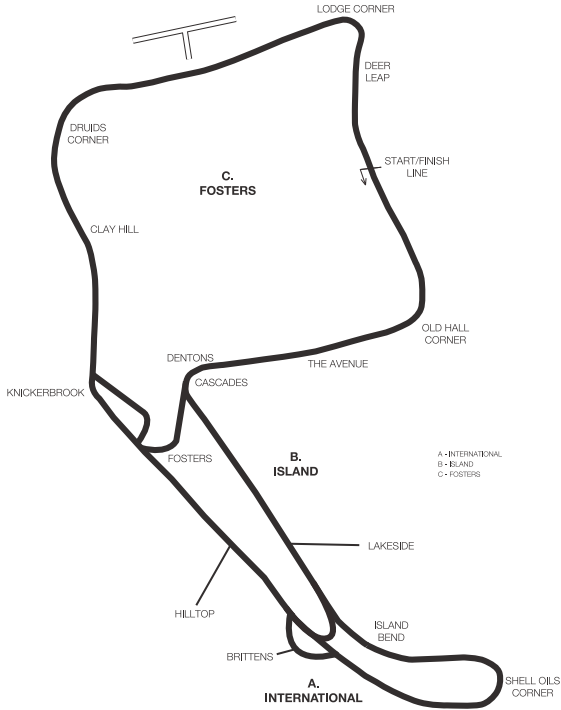 LODGE CORNER
DEER
LEAP
DRUIDS
CORNER
START/FINISH
LINE
C.
FOSTERS
CLAY HILL
OLD HALL
CORNER
DENTONS
THE AVENUE
CASCADES
KNICKERBROOK
FOSTERS
B.
ISLAND
A - INTERNATIONAL
B - ISLAND
C - FOSTERS
LAKESIDE
HILLTOP
ISLAND
BEND
BRITTENS
SHELL OILS
CORNER
A.
INTERNATIONAL